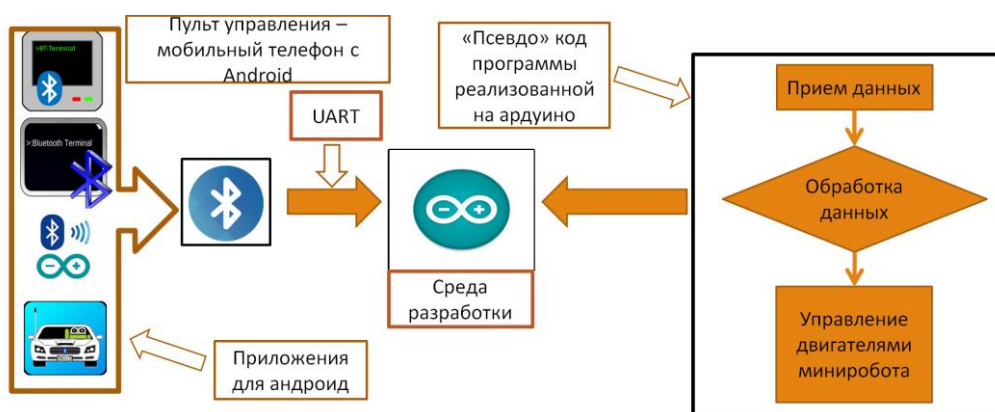 >BT-Terminal
>:Bluetooth Terminal
Пульт управления –
мобильный телефон с
Android
UART
«Псевдо» код
программы
реализованной
на ардуино
Прием данных
Обработка
данных
Управление
двигателями
миниробота
Среда
разработки
Приложения
для андроид